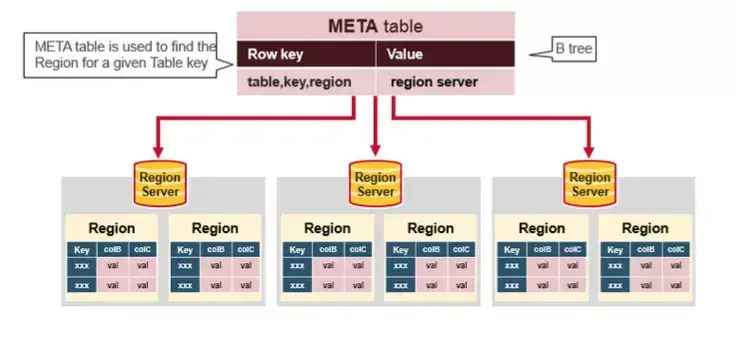 META table
META table is used to find the
Region for a given Table key
Row key Value
B tree
table,key,region region server
Region Server
Region Server
Region Server
Region Region Region Region Region Region
Key colB colC Key colB colC Key colB colC Key colB colC Key colB colC Key colB colC
xxx val val xxx val val xxx val val xxx val val xxx val val xxx val val
xxx val val xxx val val xxx val val xxx val val xxx val val xxx val val